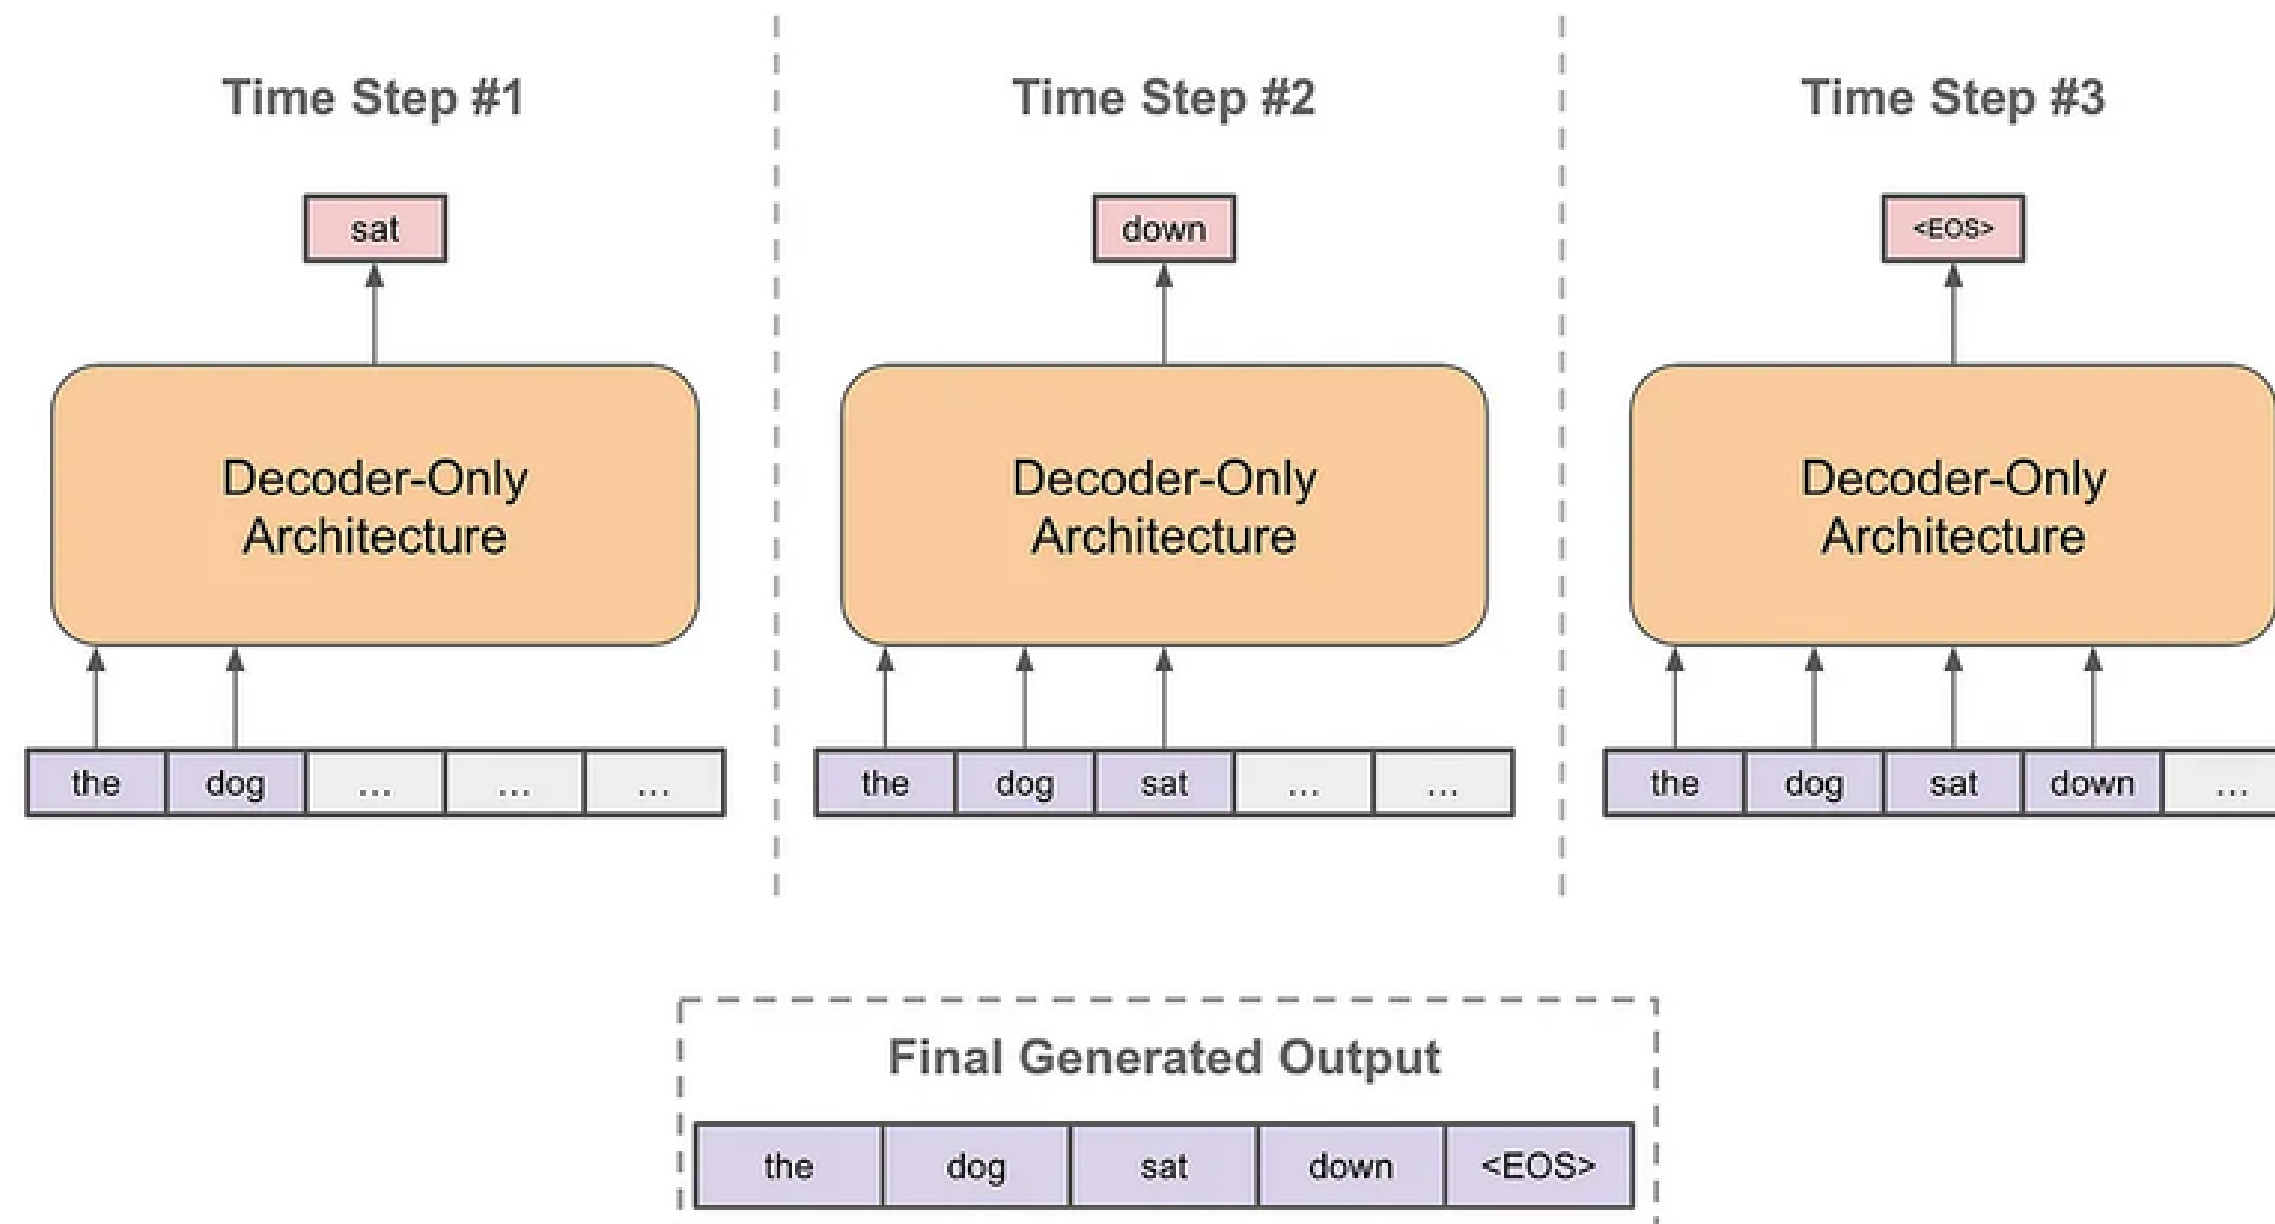 Time Step #1
Time Step #2
Time Step #3
sat
down
<EOS>
Decoder-Only
Architecture
Decoder-Only
Architecture
Decoder-Only
Architecture
the dog ... ... ...
the dog sat ... ...
the dog sat down ...
Final Generated Output
the dog sat down <EOS>